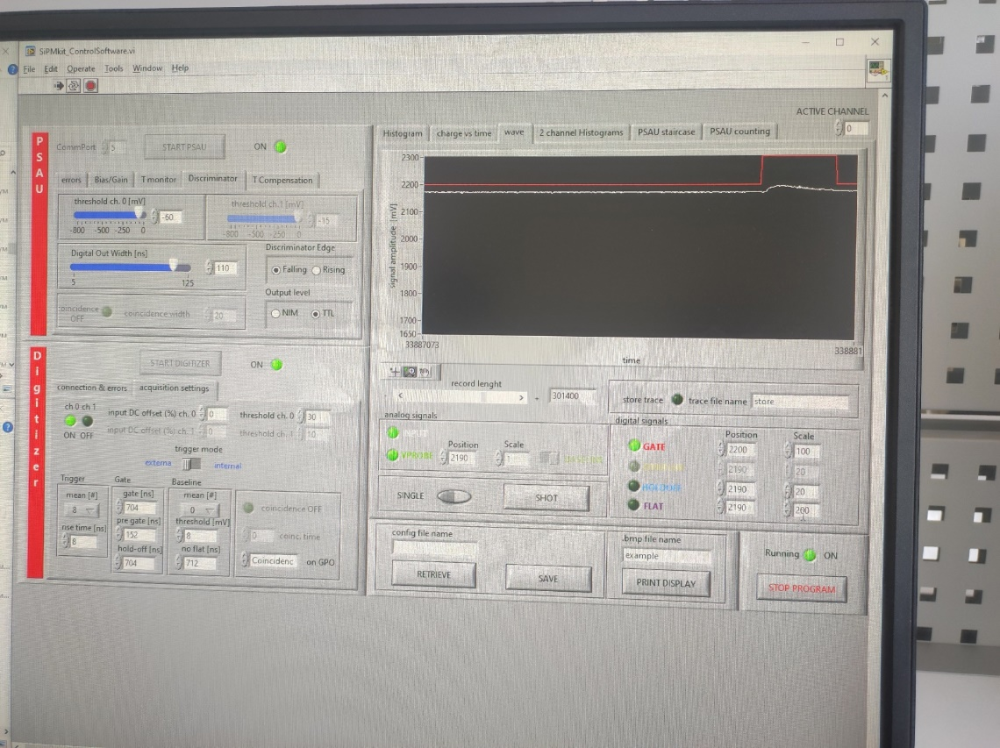 SiPMkit_ControlSoftware.vi
File Edit Operate Tools Window Help
ACTIVE CHANNEL
0
PSAU
CommPort 5 START PSAU ON
errors Bias/Gain T monitor Discriminator T Compensation
threshold ch. 0 [mV]
-60
-800 -500 -250 0
threshold ch.1 [mV]
-35
-800 -500 -250 0
Digital Out Width [ns]
110
5 125
Discriminator Edge
Falling Rising
Output level
NIM TTL
coincidence
OFF
coincidence width 20
Histogram charge vs time wave 2 channel Histograms PSAU staircase PSAU counting
signal amplitude [mV]
2300
2200
2100
2000
1900
1800
1700
1650
33887073 338881
time
Digitizer
START DIGITIZER ON
connection & errors acquisition settings
ch 0 ch 1
ON OFF
input DC offset (%) ch. 0 0 threshold ch. 0 30
input DC offset (%) ch. 1 0 threshold ch. 1 10
trigger mode
externa internal
Trigger
mean [#]
8
rise time [ns]
8
Gate
gate [ns]
704
pre gate [ns]
152
hold-off [ns]
704
Baseline
mean [#]
0
threshold [mV]
8
no flat [ns]
712
coincidence OFF
0 coinc. time
Coincidenc on GPO
record lenght
301400
store trace trace file name store
analog signals
INPUT
VPROBE
Position
2190
Scale
1
BASELINE
digital signals
Position Scale
GATE 2200 100
2190 20
HOLDOFF 2190 20
FLAT 2190 200
SINGLE SHOT
config file name
RETRIEVE SAVE
.bmp file name
example
PRINT DISPLAY
Running ON
STOP PROGRAM